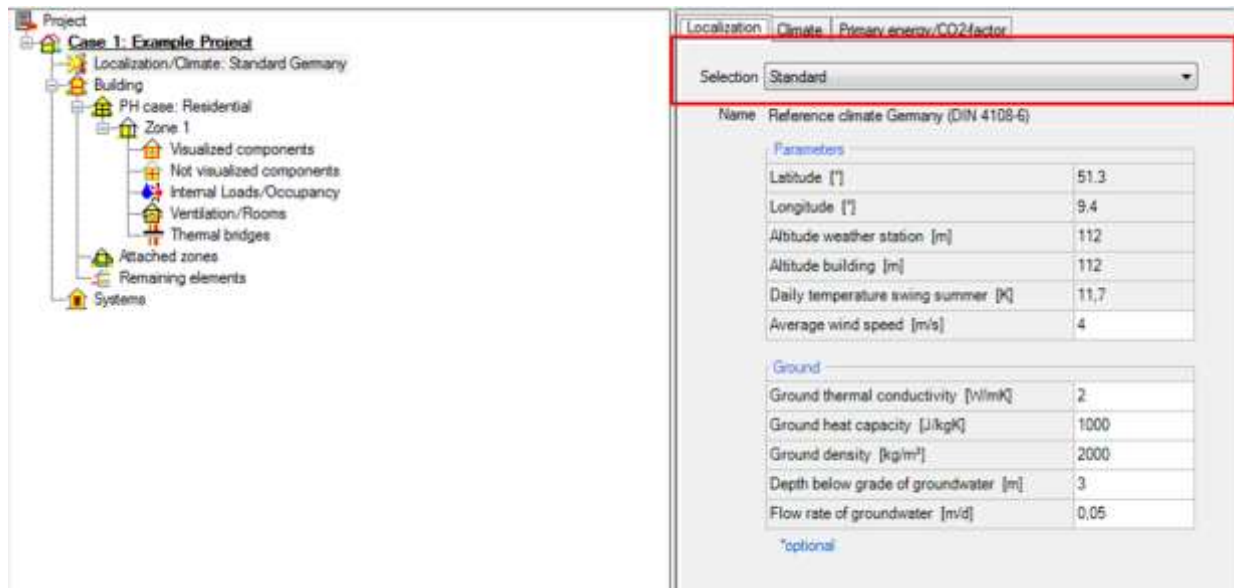 Project
Case 1: Example Project
Localization/Climate: Standard Germany
Building
PH case: Residential
Zone 1
Visualized components
Not visualized components
Internal Loads/Occupancy
Ventilation/Rooms
Thermal bridges
Attached zones
Remaining elements
Systems
Localization Climate Primary energy/CO2-factor
Selection Standard
Name Reference climate Germany (DIN 4108-6)
Parameters
Latitude [°] 51.3
Longitude [°] 9.4
Altitude weather station [m] 112
Altitude building [m] 112
Daily temperature swing summer [K] 11,7
Average wind speed [m/s] 4
Ground
Ground thermal conductivity [W/mK] 2
Ground heat capacity [J/kgK] 1000
Ground density [kg/m³] 2000
Depth below grade of groundwater [m] 3
Flow rate of groundwater [m/d] 0,05
*optional